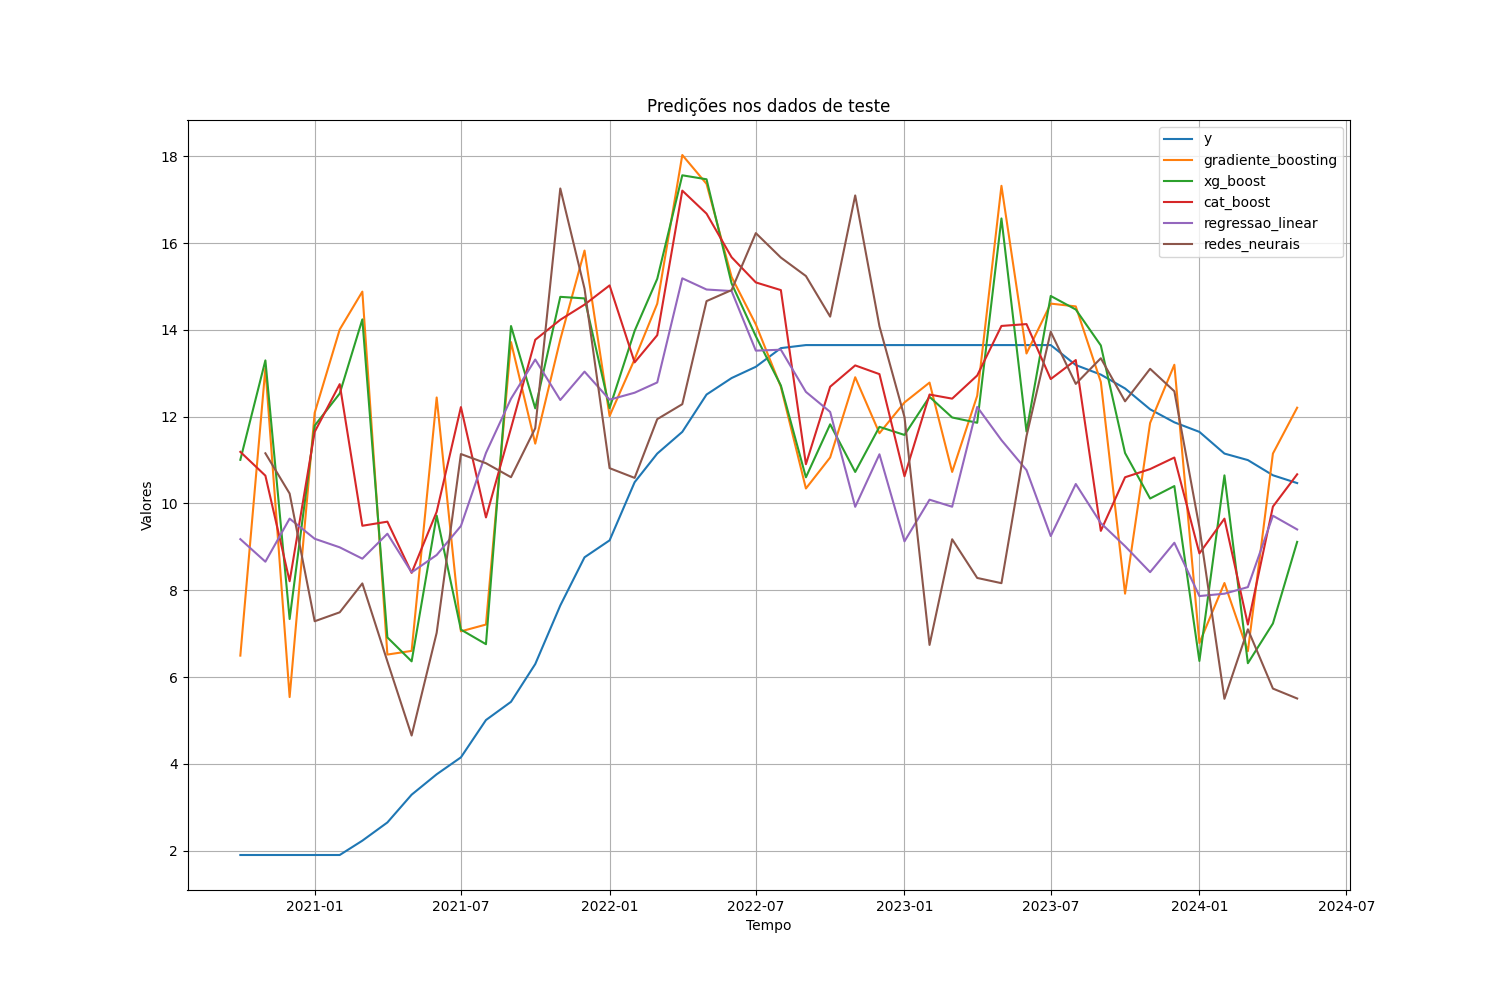 Predições nos dados de teste
y
gradiente_boosting
xg_boost
cat_boost
regressao_linear
redes_neurais
Valores
18
16
14
12
10
8
6
4
2
2021-01 2021-07 2022-01 2022-07 2023-01 2023-07 2024-01 2024-07
Tempo